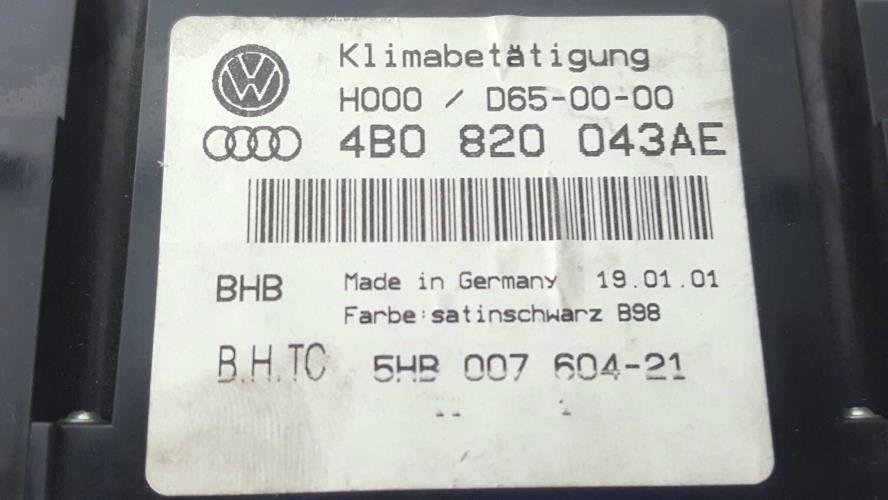 Klimabetätigung
H000 / D65-00-00
4B0 820 043AE
BHB Made in Germany 19.01.01
Farbe:satinschwarz B98
B.H.TC 5HB 007 604-21